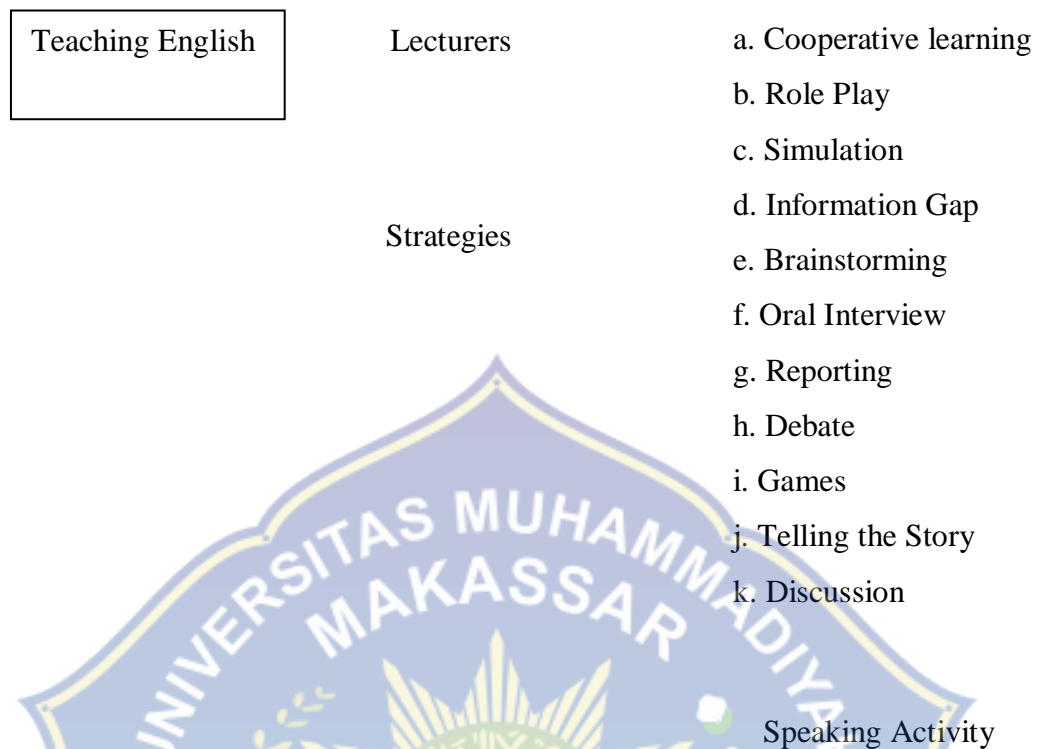 Teaching English
Lecturers
Strategies
a. Cooperative learning
b. Role Play
c. Simulation
d. Information Gap
e. Brainstorming
f. Oral Interview
g. Reporting
h. Debate
i. Games
j. Telling the Story
k. Discussion
Speaking Activity
UNIVERSITAS MUHAMMADIYA
MAKASSAR